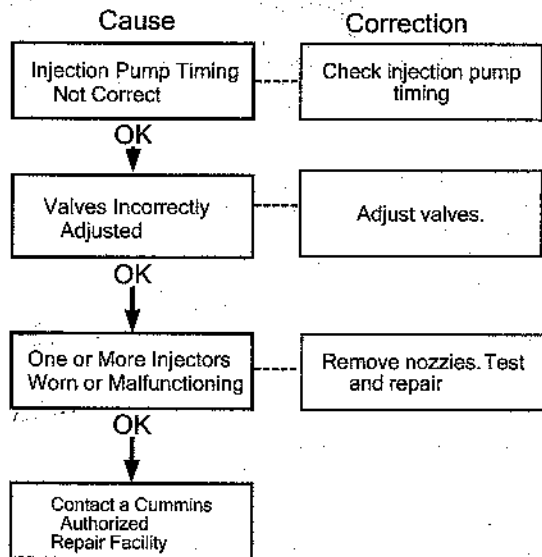 Cause
Correction
Injection Pump Timing
Not Correct
Check injection pump
timing
OK
Valves Incorrectly
Adjusted
Adjust valves.
OK
One or More Injectors
Worn or Malfunctioning
Remove nozzies. Test
and repair
OK
Contact a Cummins
Authorized
Repair Facility